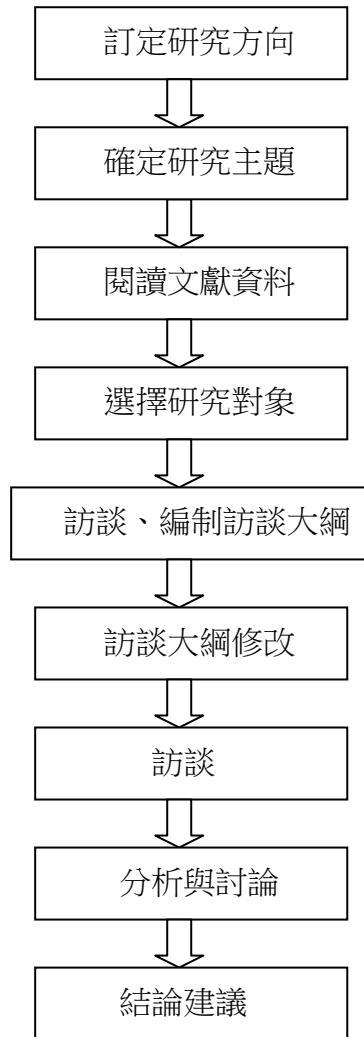 訂定研究方向
確定研究主題
閱讀文獻資料
選擇研究對象
訪談、編制訪談大綱
訪談大綱修改
訪談
分析與討論
結論建議